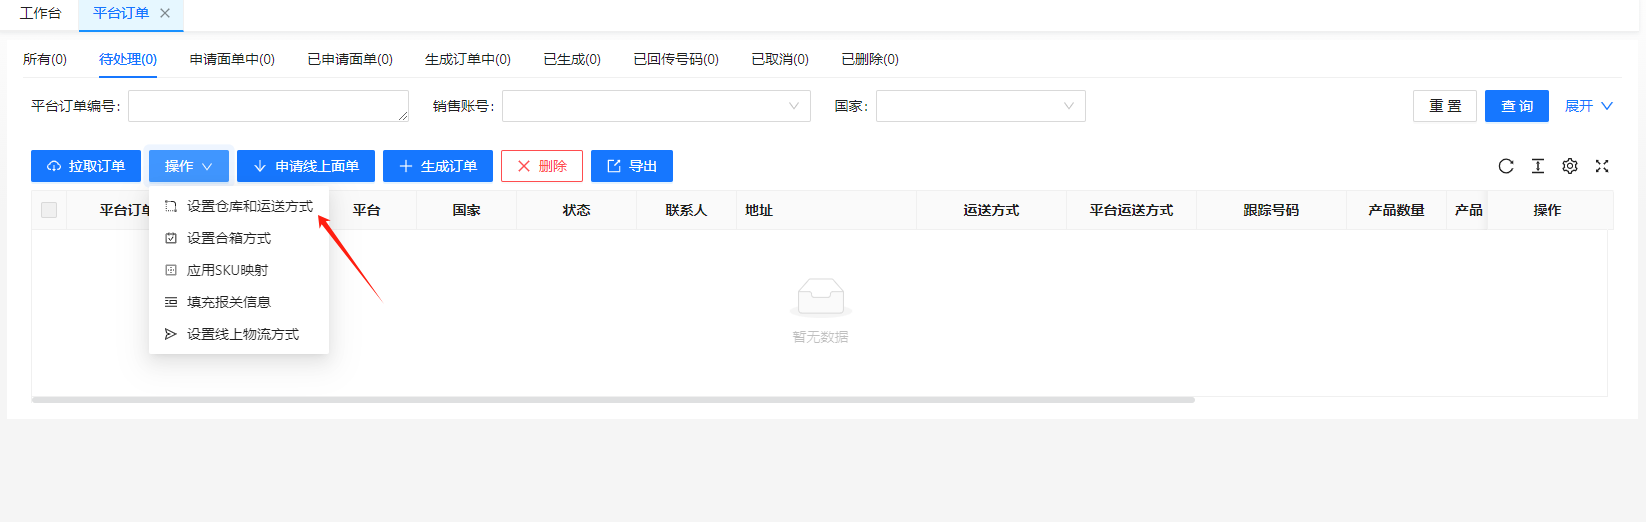 工作台 平台订单
所有(0) 待处理(0) 申请面单中(0) 已申请面单(0) 生成订单中(0) 已生成(0) 已回传号码(0) 已取消(0) 已删除(0)
平台订单编号: 销售账号: 国家: 重 置 查 询 展开
拉取订单 操作 申请线上面单 生成订单 删除 导出
平台订单 平台 国家 状态 联系人 地址 运送方式 平台运送方式 跟踪号码 产品数量 产品 操作
设置仓库和运送方式
设置台箱方式
应用SKU映射
填充报关信息
设置线上物流方式
暂无数据